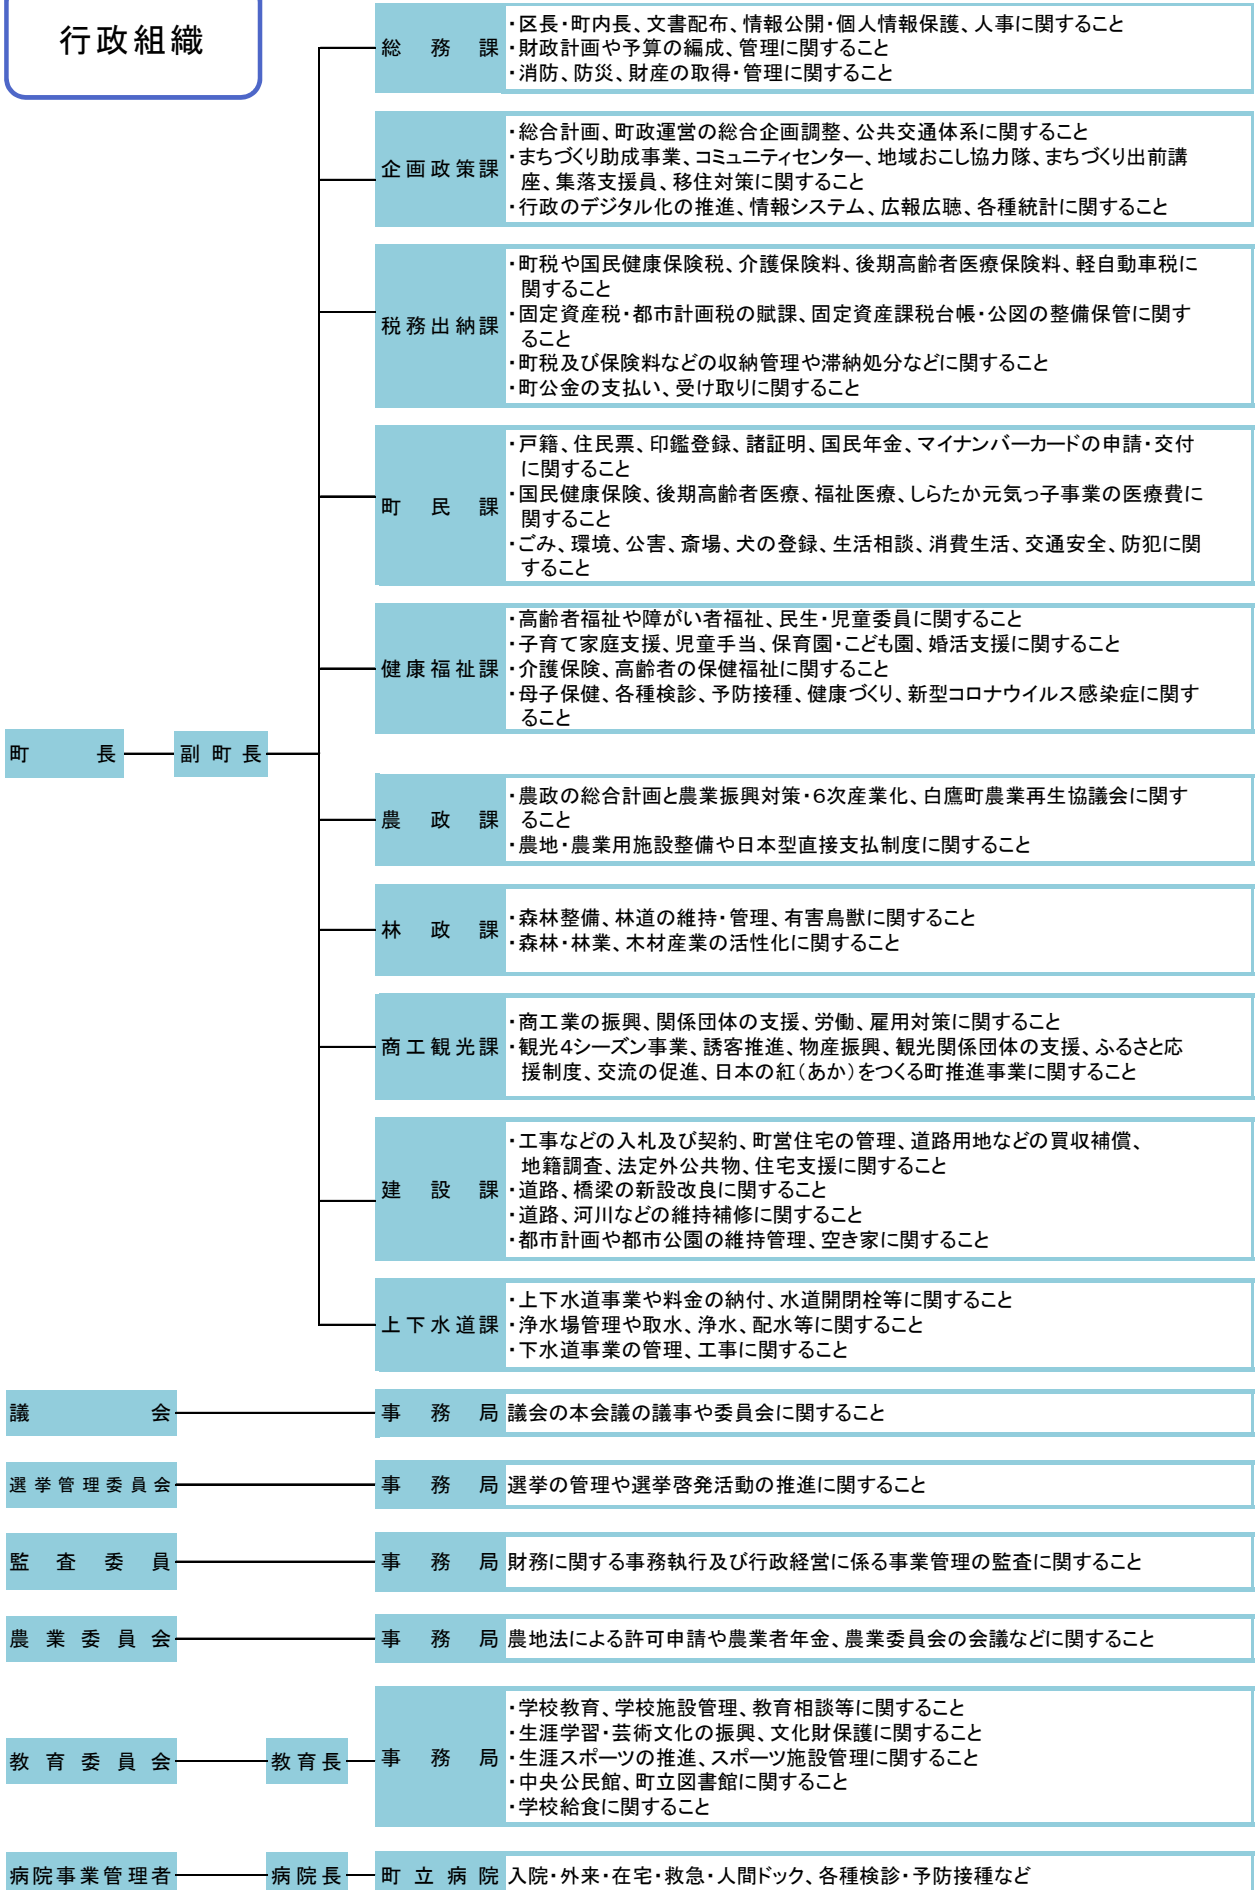 行政組織
総務課
・区長・町内長、文書配布、情報公開・個人情報保護、人事に関すること
・財政計画や予算の編成、管理に関すること
・消防、防災、財産の取得・管理に関すること
企画政策課
・総合計画、町政運営の総合企画調整、公共交通体系に関すること
・まちづくり助成事業、コミュニティセンター、地域おこし協力隊、まちづくり出前講
座、集落支援員、移住対策に関すること
・行政のデジタル化の推進、情報システム、広報広聴、各種統計に関すること
税務出納課
・町税や国民健康保険税、介護保険料、後期高齢者医療保険料、軽自動車税に
関すること
・固定資産税・都市計画税の賦課、固定資産課税台帳・公図の整備保管に関す
ること
・町税及び保険料などの収納管理や滞納処分などに関すること
・町公金の支払い、受け取りに関すること
町民課
・戸籍、住民票、印鑑登録、諸証明、国民年金、マイナンバーカードの申請・交付
に関すること
・国民健康保険、後期高齢者医療、福祉医療、しらたか元気っ子事業の医療費に
関すること
・ごみ、環境、公害、斎場、犬の登録、生活相談、消費生活、交通安全、防犯に関
すること
健康福祉課
・高齢者福祉や障がい者福祉、民生・児童委員に関すること
・子育て家庭支援、児童手当、保育園・こども園、婚活支援に関すること
・介護保険、高齢者の保健福祉に関すること
・母子保健、各種検診、予防接種、健康づくり、新型コロナウイルス感染症に関す
ること
町長
副町長
農政課
・農政の総合計画と農業振興対策・6次産業化、白鷹町農業再生協議会に関す
ること
・農地・農業用施設整備や日本型直接支払制度に関すること
林政課
・森林整備、林道の維持・管理、有害鳥獣に関すること
・森林・林業、木材産業の活性化に関すること
商工観光課
・商工業の振興、関係団体の支援、労働、雇用対策に関すること
・観光4シーズン事業、誘客推進、物産振興、観光関係団体の支援、ふるさと応
援制度、交流の促進、日本の紅(あか)をつくる町推進事業に関すること
建設課
・工事などの入札及び契約、町営住宅の管理、道路用地などの買収補償、
地籍調査、法定外公共物、住宅支援に関すること
・道路、橋梁の新設改良に関すること
・道路、河川などの維持補修に関すること
・都市計画や都市公園の維持管理、空き家に関すること
上下水道課
・上下水道事業や料金の納付、水道開閉栓等に関すること
・浄水場管理や取水、浄水、配水等に関すること
・下水道事業の管理、工事に関すること
議会
事務局
議会の本会議の議事や委員会に関すること
選挙管理委員会
事務局
選挙の管理や選挙啓発活動の推進に関すること
監査委員
事務局
財務に関する事務執行及び行政経営に係る事業管理の監査に関すること
農業委員会
事務局
農地法による許可申請や農業者年金、農業委員会の会議などに関すること
教育委員会
教育長
事務局
・学校教育、学校施設管理、教育相談等に関すること
・生涯学習・芸術文化の振興、文化財保護に関すること
・生涯スポーツの推進、スポーツ施設管理に関すること
・中央公民館、町立図書館に関すること
・学校給食に関すること
病院事業管理者
病院長
町立病院
入院・外来・在宅・救急・人間ドック、各種検診・予防接種など